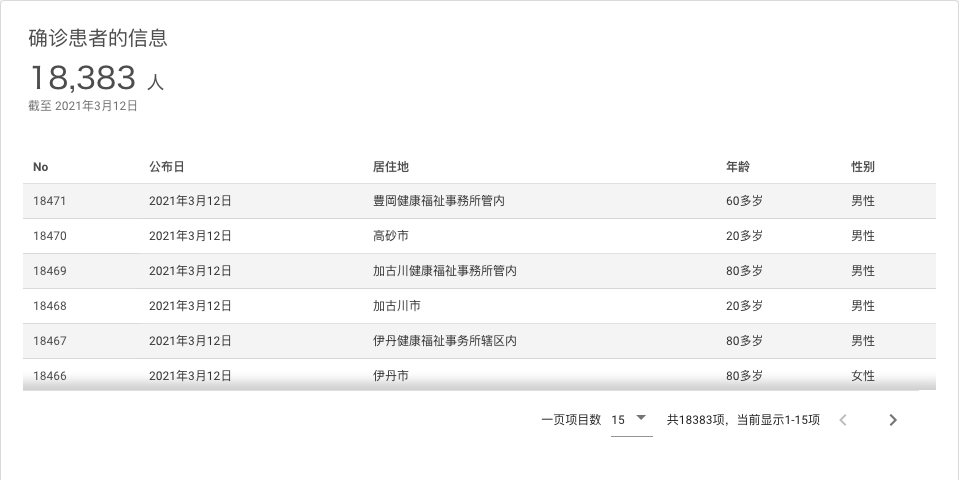 确诊患者的信息
18,383 人
截至 2021年3月12日
No 公布日 居住地 年龄 性别
18471 2021年3月12日 豊岡健康福祉事務所管内 60多岁 男性
18470 2021年3月12日 高砂市 20多岁 男性
18469 2021年3月12日 加古川健康福祉事務所管内 80多岁 男性
18468 2021年3月12日 加古川市 20多岁 男性
18467 2021年3月12日 伊丹健康福祉事务所辖区内 80多岁 男性
18466 2021年3月12日 伊丹市 80多岁 女性
一页项目数 15 共18383项，当前显示1-15项